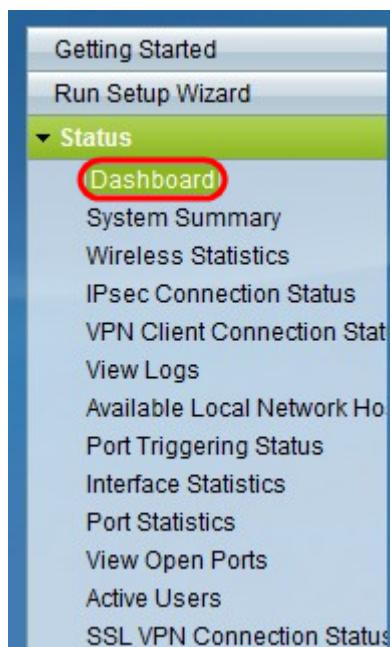 Getting Started
Run Setup Wizard
Status
Dashboard
System Summary
Wireless Statistics
IPsec Connection Status
VPN Client Connection Stat
View Logs
Available Local Network Ho
Port Triggering Status
Interface Statistics
Port Statistics
View Open Ports
Active Users
SSL VPN Connection Status